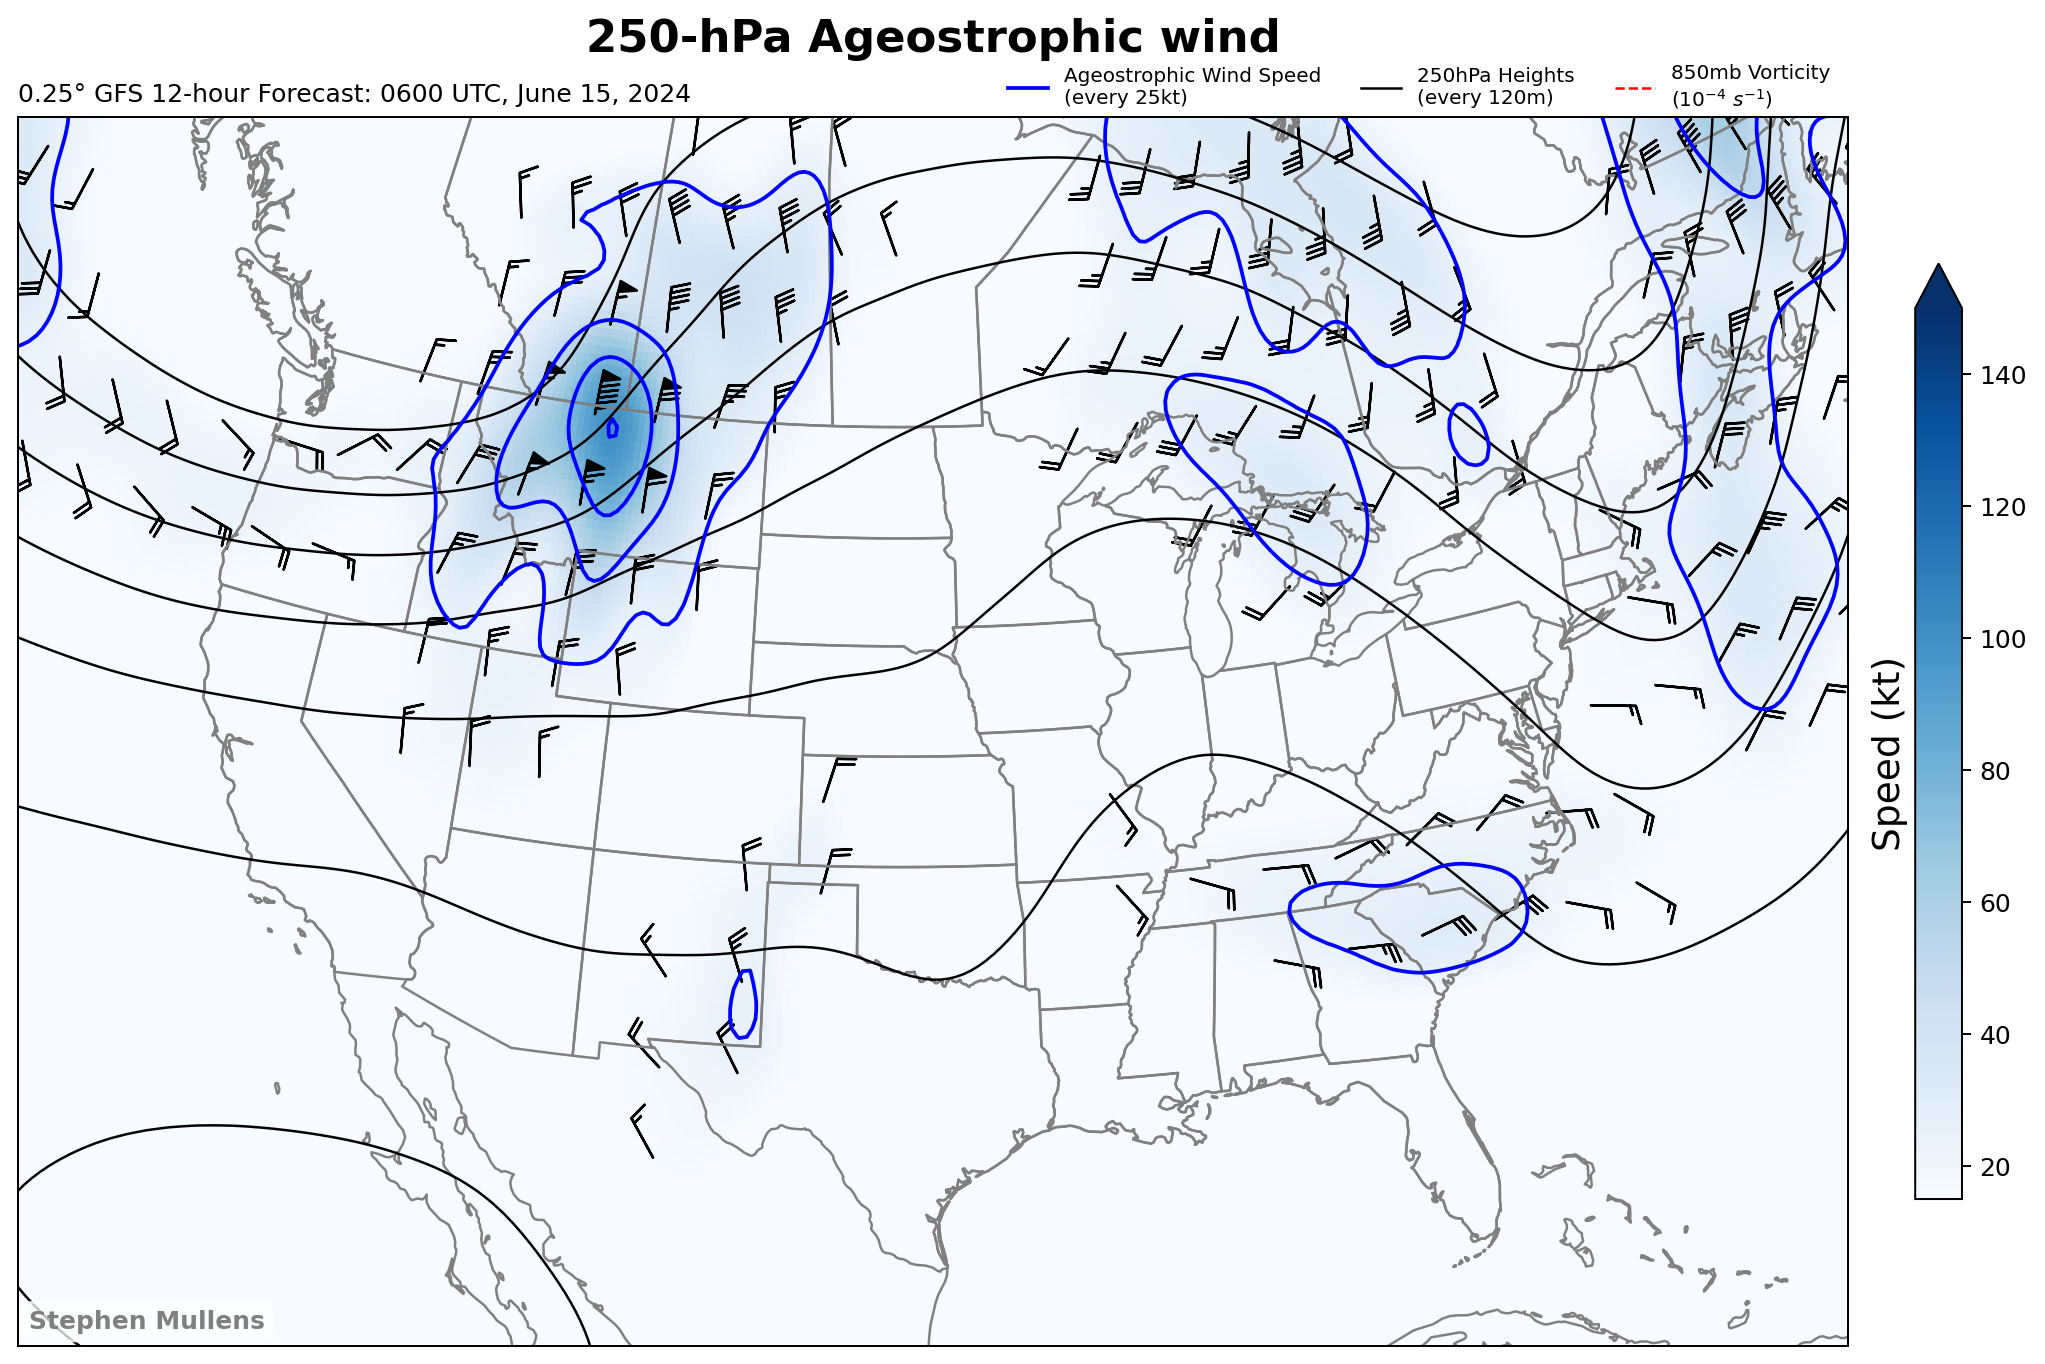 250-hPa Ageostrophic wind
0.25° GFS 12-hour Forecast: 0600 UTC, June 15, 2024
Ageostrophic Wind Speed
(every 25kt)
250hPa Heights
(every 120m)
850mb Vorticity
(10⁻⁴ s⁻¹)
140
120
100
80
60
40
20
Speed (kt)
Stephen Mullens